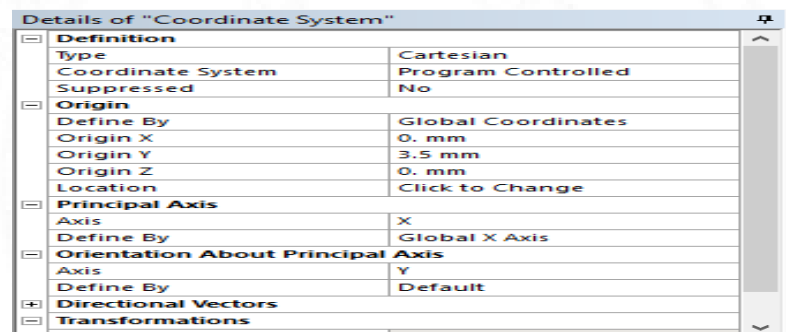 Details of "Coordinate System"
Definition
Type Cartesian
Coordinate System Program Controlled
Suppressed No
Origin
Define By Global Coordinates
Origin X 0. mm
Origin Y 3.5 mm
Origin Z 0. mm
Location Click to Change
Principal Axis
Axis X
Define By Global X Axis
Orientation About Principal Axis
Axis Y
Define By Default
Directional Vectors
Transformations